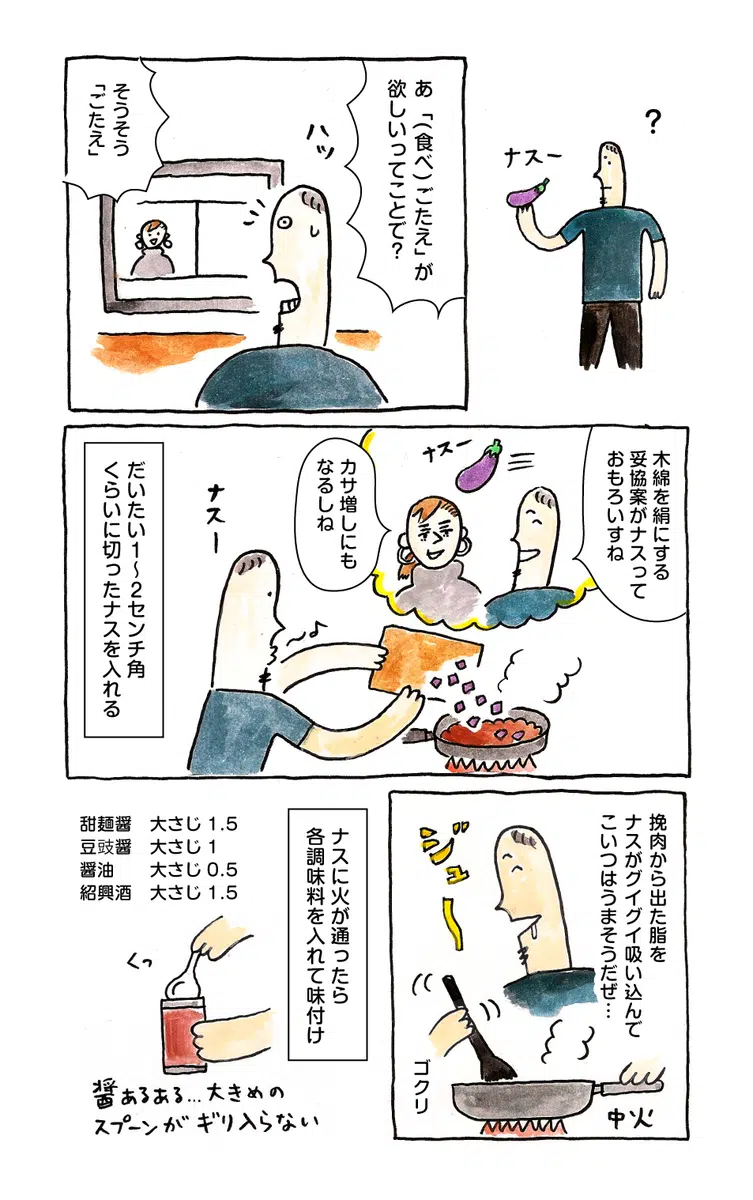 ?
ナスー
あ「(食べ)ごたえ」が
欲しいってことで?
ハッ
そうそう
「ごたえ」
木綿を絹にする
妥協案がナスって
おもろいすね
ナスー
カサ増しにも
なるしね
ナスー
だいたい1~2センチ角
くらいに切ったナスを入れる
挽肉から出た脂を
ナスがグイグイ吸い込んで
こいつはうまそうだぜ…
ジュー
ゴクリ
中火
ナスに火が通ったら
各調味料を入れて味付け
甜麺醤 大さじ1.5
豆豉醤 大さじ1
醤油 大さじ0.5
紹興酒 大さじ1.5
くっ
醤あるある…大きめの
スプーンがギリ入らない